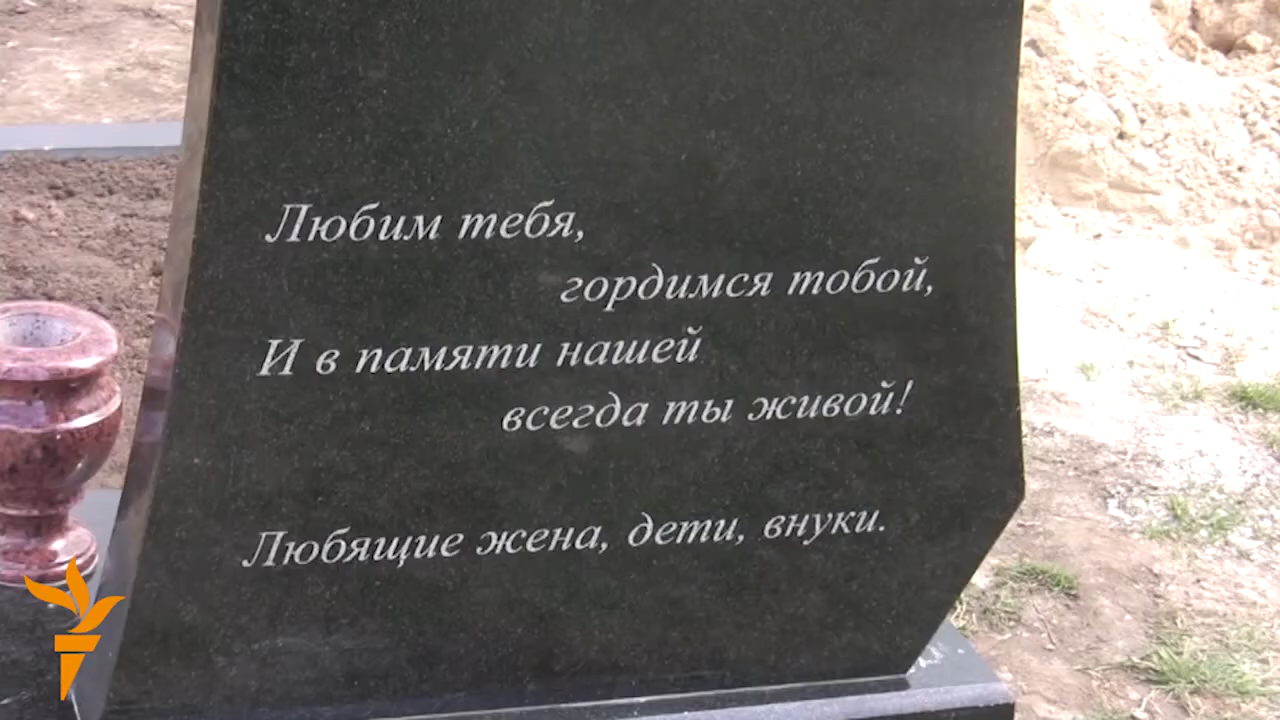 Любим тебя,
гордимся тобой,
И в памяти нашей
всегда ты живой!
Любящие жена, дети, внуки.